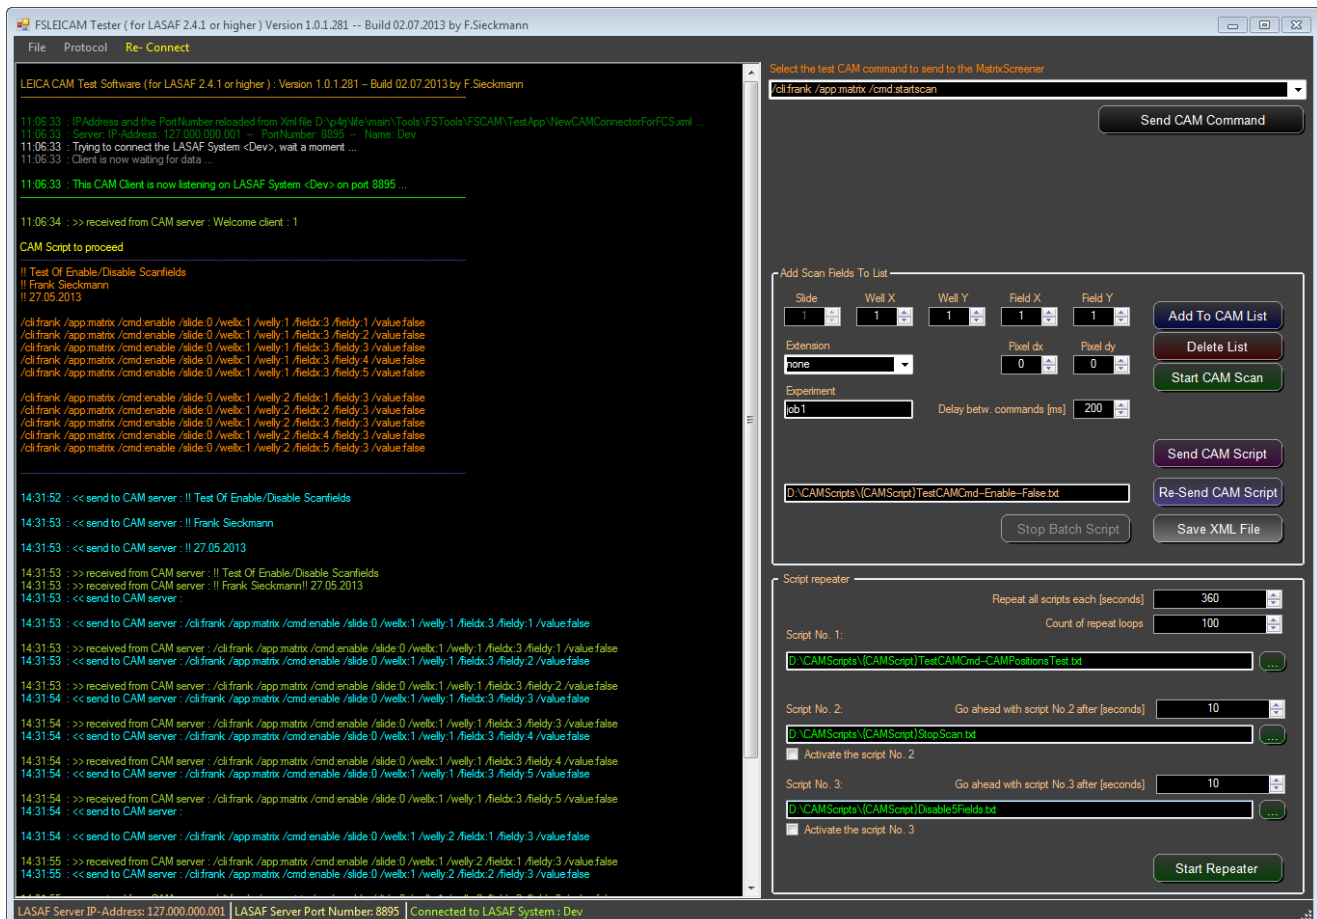 FSLEICAM Tester ( for LASAF 2.4.1 or higher ) Version 1.0.1.281 -- Build 02.07.2013 by F.Sieckmann
File Protocol Re- Connect
LEICA CAM Test Software ( for LASAF 2.4.1 or higher ) : Version 1.0.1.281 -- Build 02.07.2013 by F.Sieckmann
11:06:33 : IPAddress and the PortNumber reloaded from Xml file D:\p4rj\life\main\Tools\FSTools\FSCAM\TestApp\NewCAMConnectorForFCS.xml ...
11:06:33 : Server: IP-Address: 127.000.000.001 -- PortNumber: 8895 -- Name: Dev
11:06:33 : Trying to connect the LASAF System <Dev>, wait a moment ...
11:06:33 : Client is now waiting for data ...
11:06:33 : This CAM Client is now listening on LASAF System <Dev> on port 8895 ...
11:06:34 : >> received from CAM server : Welcome client : 1
CAM Script to proceed
!! Test Of Enable/Disable Scanfields
!! Frank Sieckmann
!! 27.05.2013
/cli:frank /app:matrix /cmd:enable /slide:0 /wellx:1 /welly:1 /fieldx:3 /fieldy:1 /value:false
/cli:frank /app:matrix /cmd:enable /slide:0 /wellx:1 /welly:1 /fieldx:3 /fieldy:2 /value:false
/cli:frank /app:matrix /cmd:enable /slide:0 /wellx:1 /welly:1 /fieldx:3 /fieldy:3 /value:false
/cli:frank /app:matrix /cmd:enable /slide:0 /wellx:1 /welly:1 /fieldx:3 /fieldy:4 /value:false
/cli:frank /app:matrix /cmd:enable /slide:0 /wellx:1 /welly:1 /fieldx:3 /fieldy:5 /value:false
/cli:frank /app:matrix /cmd:enable /slide:0 /wellx:1 /welly:2 /fieldx:1 /fieldy:3 /value:false
/cli:frank /app:matrix /cmd:enable /slide:0 /wellx:1 /welly:2 /fieldx:2 /fieldy:3 /value:false
/cli:frank /app:matrix /cmd:enable /slide:0 /wellx:1 /welly:2 /fieldx:3 /fieldy:3 /value:false
/cli:frank /app:matrix /cmd:enable /slide:0 /wellx:1 /welly:2 /fieldx:4 /fieldy:3 /value:false
/cli:frank /app:matrix /cmd:enable /slide:0 /wellx:1 /welly:2 /fieldx:5 /fieldy:3 /value:false
14:31:52 : << send to CAM server : !! Test Of Enable/Disable Scanfields
14:31:53 : << send to CAM server : !! Frank Sieckmann
14:31:53 : << send to CAM server : !! 27.05.2013
14:31:53 : >> received from CAM server : !! Test Of Enable/Disable Scanfields
14:31:53 : >> received from CAM server : !! Frank Sieckmann!! 27.05.2013
14:31:53 : << send to CAM server :
14:31:53 : << send to CAM server : /cli:frank /app:matrix /cmd:enable /slide:0 /wellx:1 /welly:1 /fieldx:3 /fieldy:1 /value:false
14:31:53 : >> received from CAM server : /cli:frank /app:matrix /cmd:enable /slide:0 /wellx:1 /welly:1 /fieldx:3 /fieldy:1 /value:false
14:31:53 : << send to CAM server : /cli:frank /app:matrix /cmd:enable /slide:0 /wellx:1 /welly:1 /fieldx:3 /fieldy:2 /value:false
14:31:53 : >> received from CAM server : /cli:frank /app:matrix /cmd:enable /slide:0 /wellx:1 /welly:1 /fieldx:3 /fieldy:2 /value:false
14:31:54 : << send to CAM server : /cli:frank /app:matrix /cmd:enable /slide:0 /wellx:1 /welly:1 /fieldx:3 /fieldy:3 /value:false
14:31:54 : >> received from CAM server : /cli:frank /app:matrix /cmd:enable /slide:0 /wellx:1 /welly:1 /fieldx:3 /fieldy:3 /value:false
14:31:54 : << send to CAM server : /cli:frank /app:matrix /cmd:enable /slide:0 /wellx:1 /welly:1 /fieldx:3 /fieldy:4 /value:false
14:31:54 : >> received from CAM server : /cli:frank /app:matrix /cmd:enable /slide:0 /wellx:1 /welly:1 /fieldx:3 /fieldy:4 /value:false
14:31:54 : << send to CAM server : /cli:frank /app:matrix /cmd:enable /slide:0 /wellx:1 /welly:1 /fieldx:3 /fieldy:5 /value:false
14:31:54 : >> received from CAM server : /cli:frank /app:matrix /cmd:enable /slide:0 /wellx:1 /welly:1 /fieldx:3 /fieldy:5 /value:false
14:31:54 : << send to CAM server :
14:31:54 : << send to CAM server : /cli:frank /app:matrix /cmd:enable /slide:0 /wellx:1 /welly:2 /fieldx:1 /fieldy:3 /value:false
14:31:55 : >> received from CAM server : /cli:frank /app:matrix /cmd:enable /slide:0 /wellx:1 /welly:2 /fieldx:1 /fieldy:3 /value:false
14:31:55 : << send to CAM server : /cli:frank /app:matrix /cmd:enable /slide:0 /wellx:1 /welly:2 /fieldx:2 /fieldy:3 /value:false
Select the test CAM command to send to the MatrixScreener
/cli:frank /app:matrix /cmd:startscan
Send CAM Command
Add Scan Fields To List
Slide Well X Well Y Field X Field Y
1 1 1 1 1
Add To CAM List
Extension Pixel dx Pixel dy
none 0 0
Delete List
Start CAM Scan
Experiment
job1 Delay betw. commands [ms] 200
Send CAM Script
D:\CAMScripts\{CAMScript}TestCAMCmd--Enable--False.txt
Re-Send CAM Script
Stop Batch Script Save XML File
Script repeater
Repeat all scripts each [seconds] 360
Count of repeat loops 100
Script No. 1:
D:\CAMScripts\{CAMScript}TestCAMCmd--CAMPositionsTest.txt ...
Script No. 2: Go ahead with script No.2 after [seconds] 10
D:\CAMScripts\{CAMScript}StopScan.txt ...
Activate the script No. 2
Script No. 3: Go ahead with script No.3 after [seconds] 10
D:\CAMScripts\{CAMScript}Disable5Fields.txt ...
Activate the script No. 3
Start Repeater
LASAF Server IP-Address: 127.000.000.001 LASAF Server Port Number: 8895 Connected to LASAF System : Dev